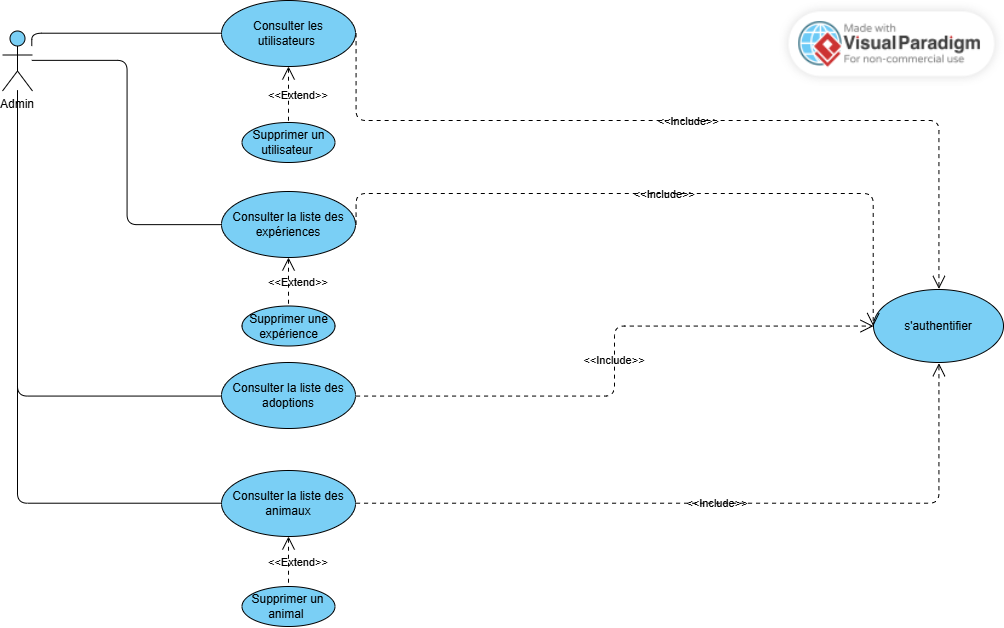 Made with
VisualParadigm
For non-commercial use
Admin
Consulter les
utilisateurs
<<Extend>>
Supprimer un
utilisateur
<<Include>>
Consulter la liste des
expériences
<<Include>>
<<Extend>>
Supprimer une
expérience
s'authentifier
<<Include>>
Consulter la liste des
adoptions
Consulter la liste des
animaux
<<Include>>
<<Extend>>
Supprimer un
animal